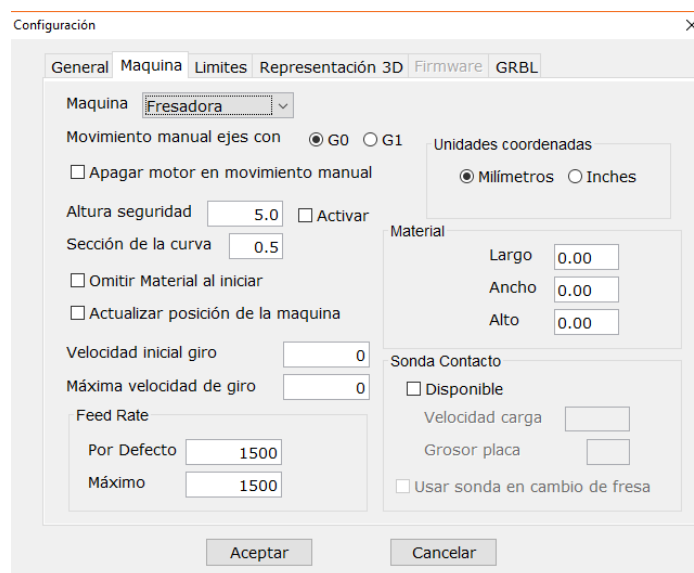 Configuración
General Maquina Limites Representación 3D Firmware GRBL
Maquina Fresadora
Movimiento manual ejes con G0 G1
Apagar motor en movimiento manual
Altura seguridad 5.0 Activar
Sección de la curva 0.5
Omitir Material al iniciar
Actualizar posición de la maquina
Velocidad inicial giro 0
Máxima velocidad de giro 0
Feed Rate
Por Defecto 1500
Máximo 1500
Unidades coordenadas
Milímetros Inches
Material
Largo 0.00
Ancho 0.00
Alto 0.00
Sonda Contacto
Disponible
Velocidad carga
Grosor placa
Usar sonda en cambio de fresa
Aceptar Cancelar